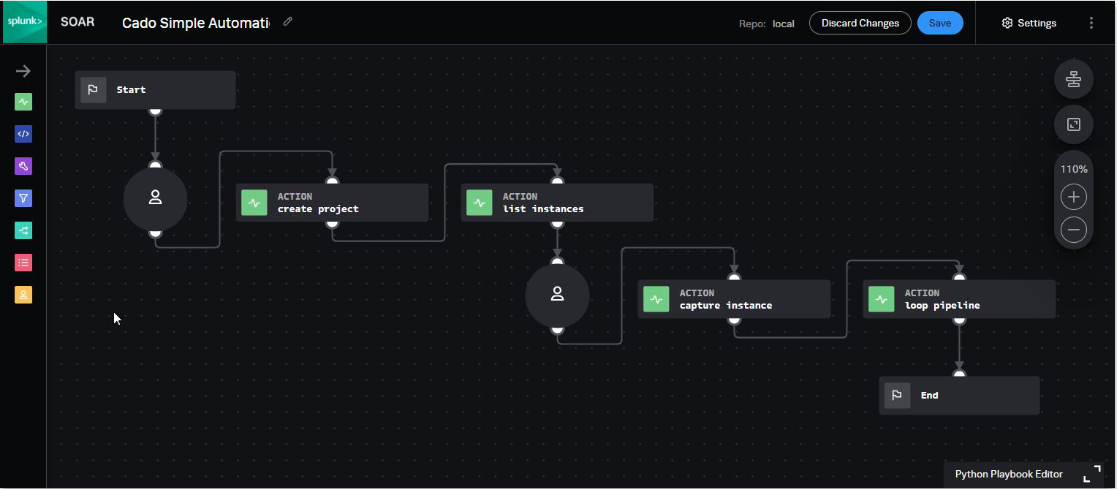 splunk> SOAR Cado Simple Automati Repo: local Discard Changes Save Settings
Start
110%
ACTION
create project
ACTION
list instances
ACTION
capture instance
ACTION
loop pipeline
End
Python Playbook Editor